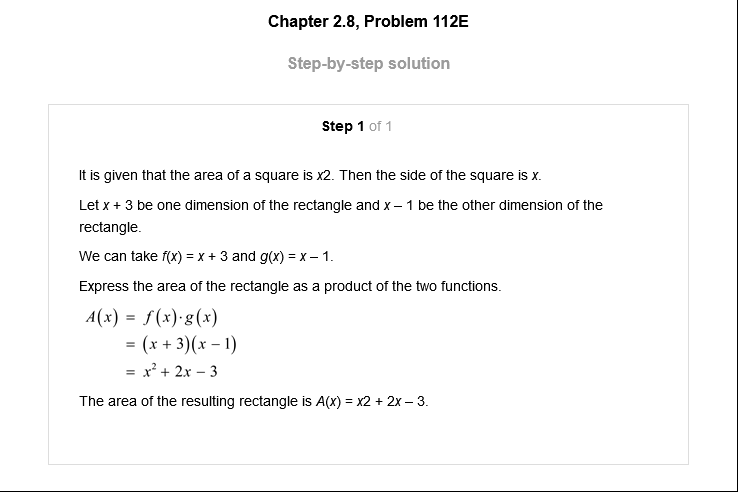 Chapter 2.8, Problem 112E
Step-by-step solution
Step 1 of 1
It is given that the area of a square is x2. Then the side of the square is x.
Let x + 3 be one dimension of the rectangle and x – 1 be the other dimension of the
rectangle.
We can take f(x) = x + 3 and g(x) = x – 1.
Express the area of the rectangle as a product of the two functions.
A(x) = f(x)·g(x)
= (x + 3)(x − 1)
= x² + 2x − 3
The area of the resulting rectangle is A(x) = x2 + 2x – 3.